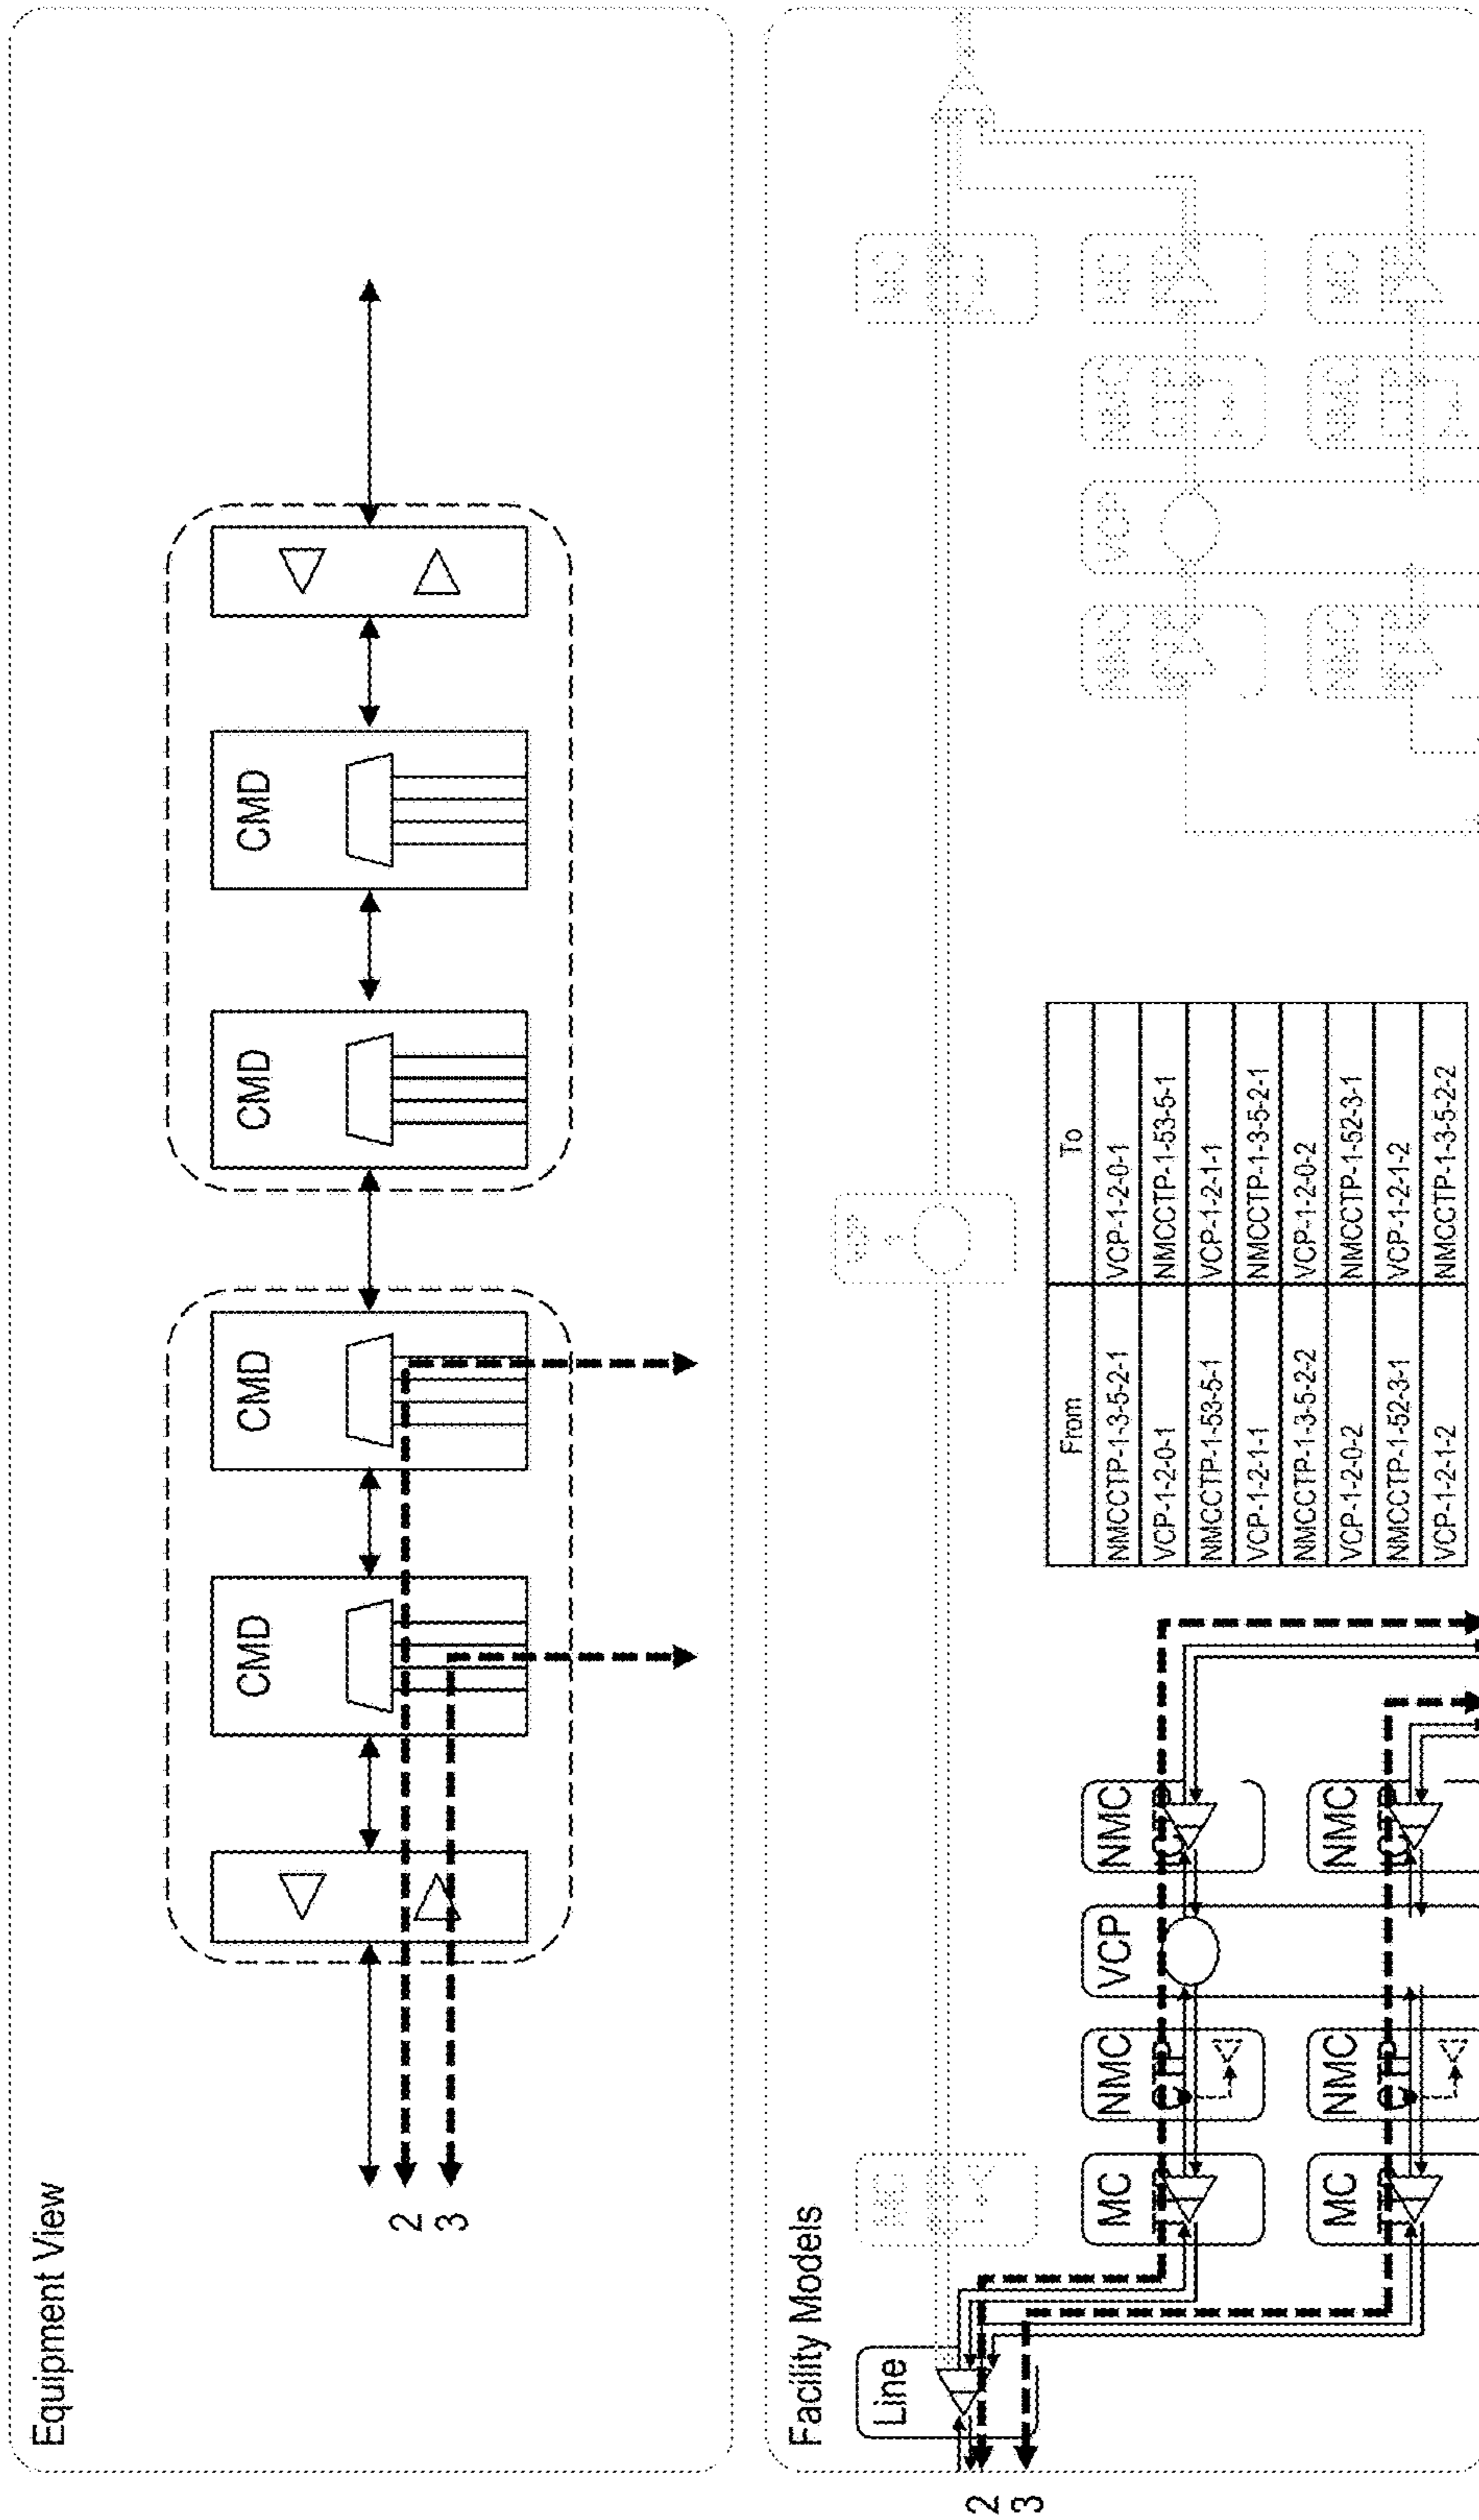 Equipment View
2
3
CMD
CMD
CMD
CMD
Facility Models
2
3
Line
MC
NMC
CTP
VCP
NMC
MC
NMC
NMC
From To
NMCCTP-1-3-5-2-1 VCP-1-2-0-1
VCP-1-2-0-1 NMCCTP-1-53-5-1
NMCCTP-1-53-5-1 VCP-1-2-1-1
VCP-1-2-1-1 NMCCTP-1-3-5-2-1
NMCCTP-1-3-5-2-2 VCP-1-2-0-2
VCP-1-2-0-2 NMCCTP-1-52-3-1
NMCCTP-1-52-3-1 VCP-1-2-1-2
VCP-1-2-1-2 NMCCTP-1-3-5-2-2
VCP